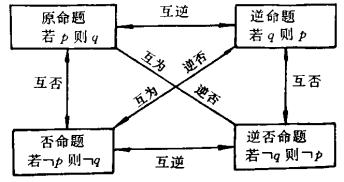 原命题
若 p 则 q
互逆
逆命题
若 q 则 p
互否
互为
逆否
互为
逆否
互否
否命题
若¬p 则¬q
互逆
逆否命题
若¬q 则¬p